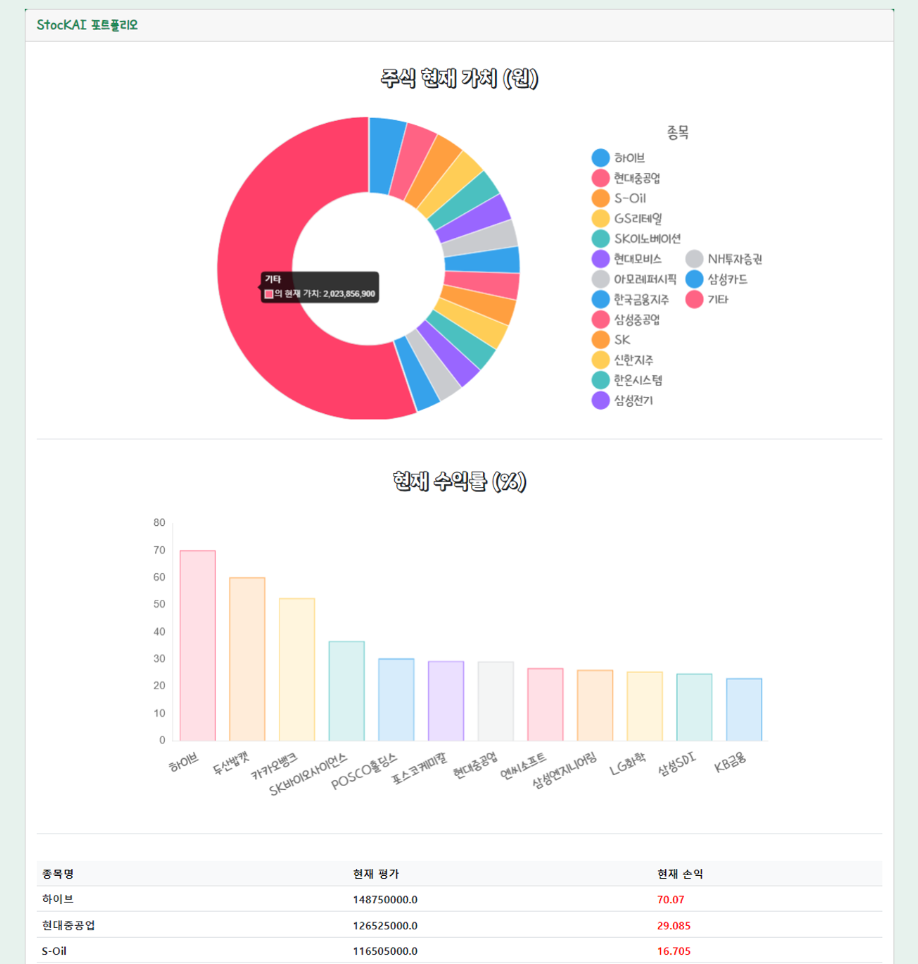 StocKAI 포트폴리오
주식 현재 가치 (원)
종목
하이브
현대중공업
S-Oil
GS리테일
SK이노베이션
현대모비스
아모레퍼시픽
한국금융지주
삼성중공업
SK
신한지주
한온시스템
삼성전기
NH투자증권
삼성카드
기타
기타
의 현재 가치: 2,023,856,900
현재 수익률 (%)
80
70
60
50
40
30
20
10
0
하이브
두산밥캣
카카오뱅크
SK바이오사이언스
POSCO홀딩스
포스코케미칼
현대중공업
엔씨소프트
삼성엔지니어링
LG화학
삼성SDI
KB금융
종목명 현재 평가 현재 손익
하이브 148750000.0 70.07
현대중공업 126525000.0 29.085
S-Oil 116505000.0 16.705